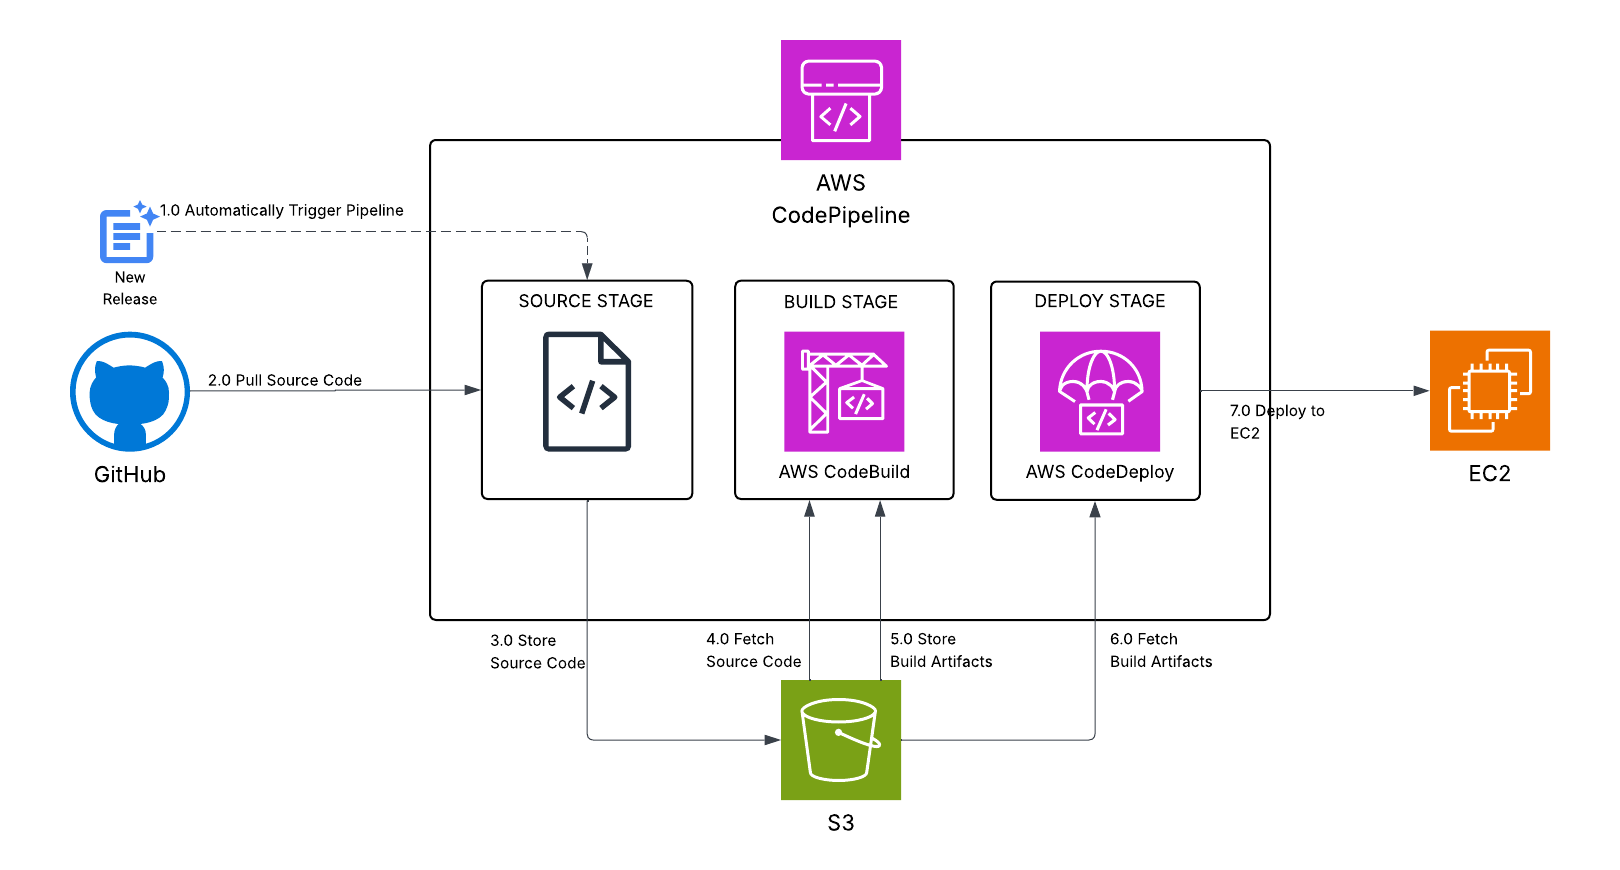 AWS
CodePipeline
1.0 Automatically Trigger Pipeline
New
Release
SOURCE STAGE
BUILD STAGE
DEPLOY STAGE
2.0 Pull Source Code
GitHub
AWS CodeBuild
AWS CodeDeploy
7.0 Deploy to
EC2
EC2
3.0 Store
Source Code
4.0 Fetch
Source Code
5.0 Store
Build Artifacts
6.0 Fetch
Build Artifacts
S3